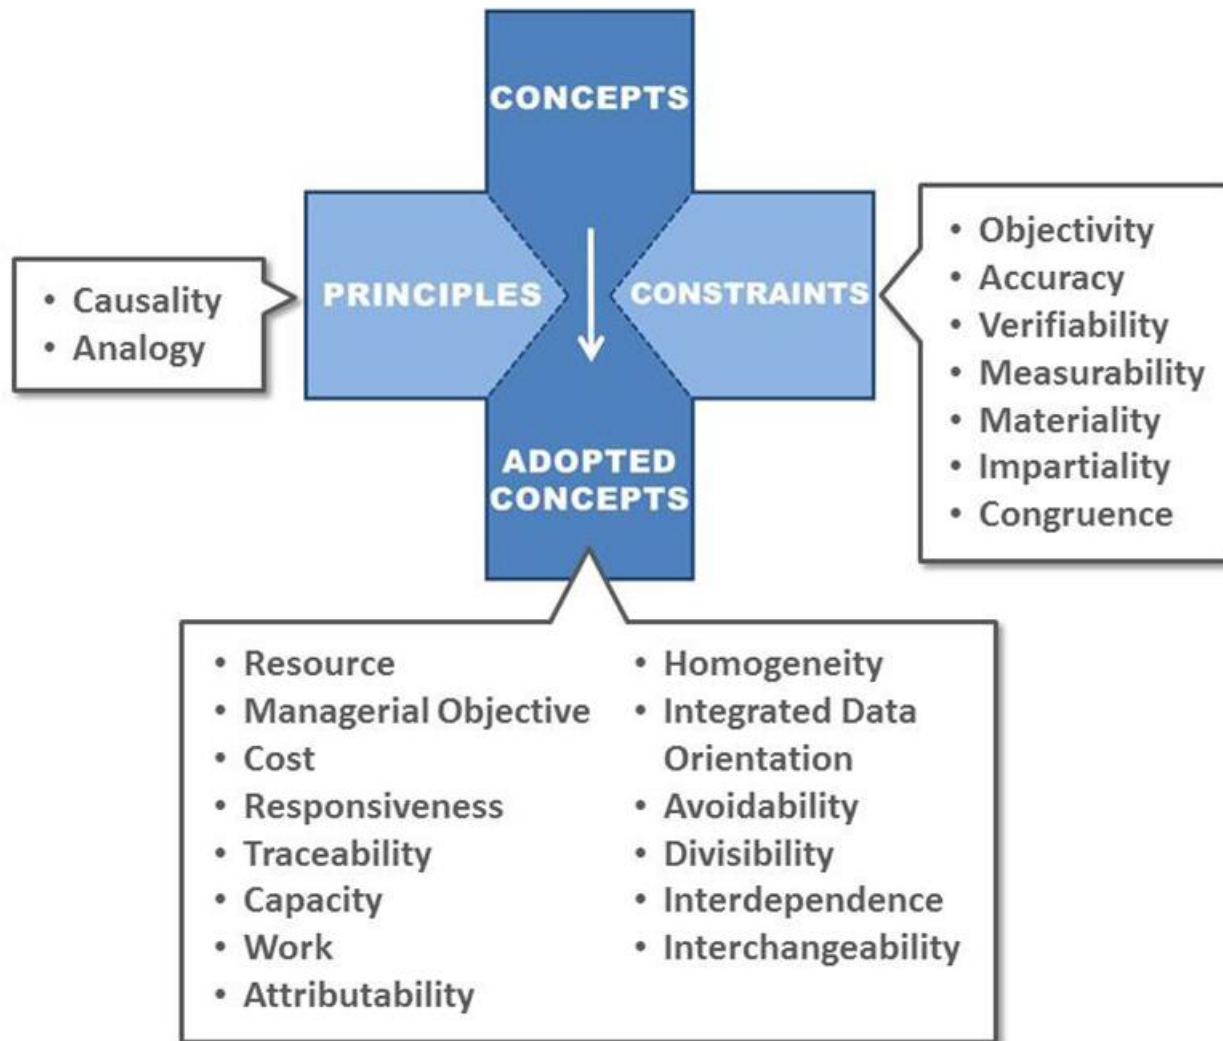 CONCEPTS
PRINCIPLES
CONSTRAINTS
ADOPTED
CONCEPTS
• Causality
• Analogy
• Objectivity
• Accuracy
• Verifiability
• Measurability
• Materiality
• Impartiality
• Congruence
• Resource
• Managerial Objective
• Cost
• Responsiveness
• Traceability
• Capacity
• Work
• Attributability
• Homogeneity
• Integrated Data
Orientation
• Avoidability
• Divisibility
• Interdependence
• Interchangeability